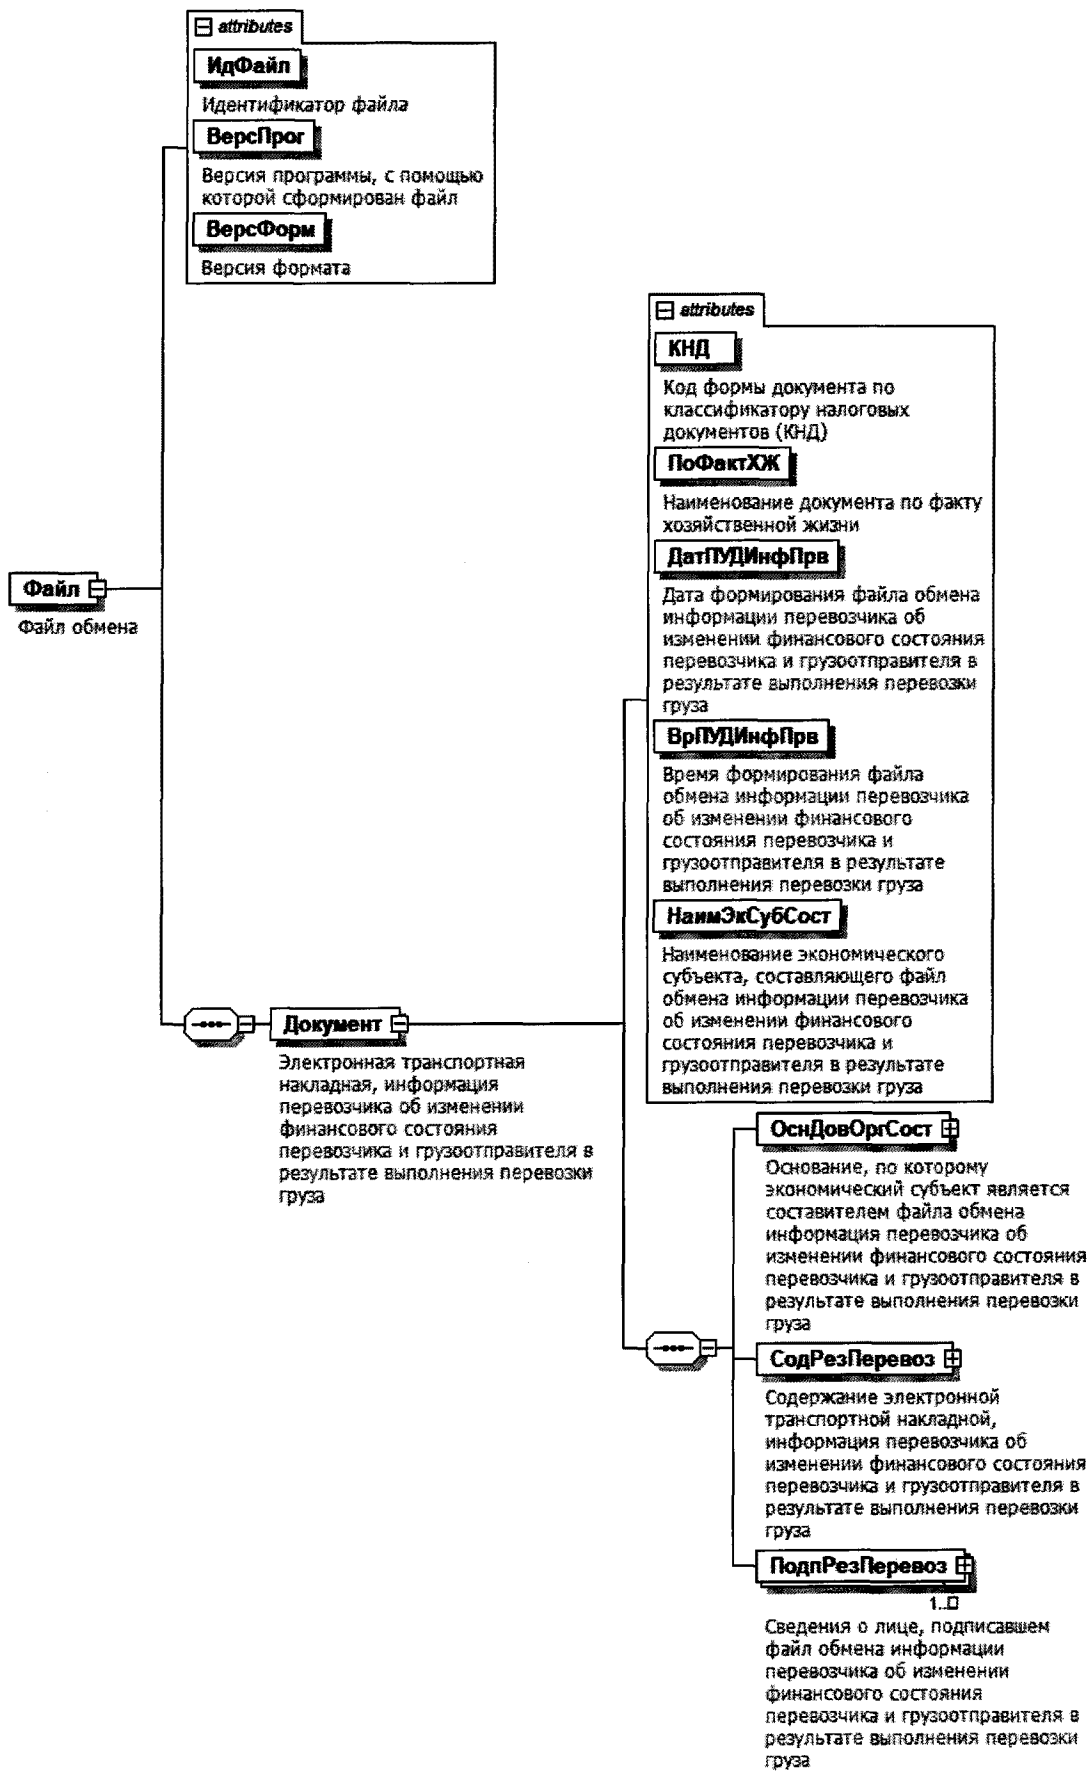 attributes
ИдФайл
Идентификатор файла
ВерсПрог
Версия программы, с помощью
которой сформирован файл
ВерсФорм
Версия формата
attributes
КНД
Код формы документа по
классификатору налоговых
документов (КНД)
ПоФактХЖ
Наименование документа по факту
хозяйственной жизни
ДатПУДИнфПрв
Дата формирования файла обмена
информации перевозчика об
изменении финансового состояния
перевозчика и грузоотправителя в
результате выполнения перевозки
груза
ВрПУДИнфПрв
Время формирования файла
обмена информации перевозчика
об изменении финансового
состояния перевозчика и
грузоотправителя в результате
выполнения перевозки груза
НаимЭкСубСост
Наименование экономического
субъекта, составляющего файл
обмена информации перевозчика
об изменении финансового
состояния перевозчика и
грузоотправителя в результате
выполнения перевозки груза
Файл
Файл обмена
Документ
Электронная транспортная
накладная, информация
перевозчика об изменении
финансового состояния
перевозчика и грузоотправителя в
результате выполнения перевозки
груза
ОснДовОргСост
Основание, по которому
экономический субъект является
составителем файла обмена
информация перевозчика об
изменении финансового состояния
перевозчика и грузоотправителя в
результате выполнения перевозки
груза
СодРезПеревоз
Содержание электронной
транспортной накладной,
информация перевозчика об
изменении финансового состояния
перевозчика и грузоотправителя в
результате выполнения перевозки
груза
ПодпРезПеревоз
1..□
Сведения о лице, подписавшем
файл обмена информации
перевозчика об изменении
финансового состояния
перевозчика и грузоотправителя в
результате выполнения перевозки
груза